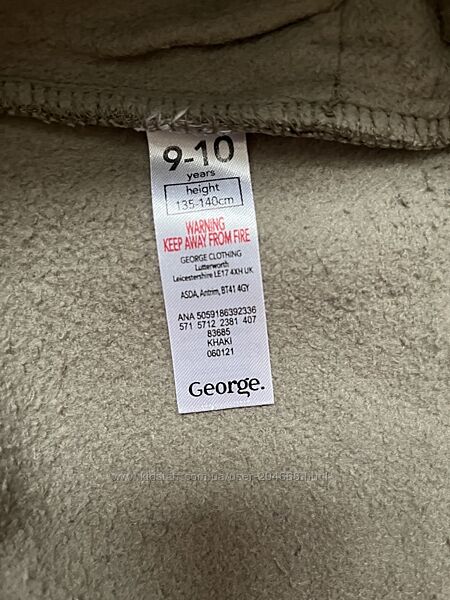 9-10
years
height
135-140cm
WARNING
KEEP AWAY FROM FIRE
GEORGE CLOTHING
Lutterworth
Leicestershire LE17 4XH UK
ASDA, Antrim, BT41 4GY
ANA 5059186392336
571 5712 2381 407
83685
KHAKI
060121
George.